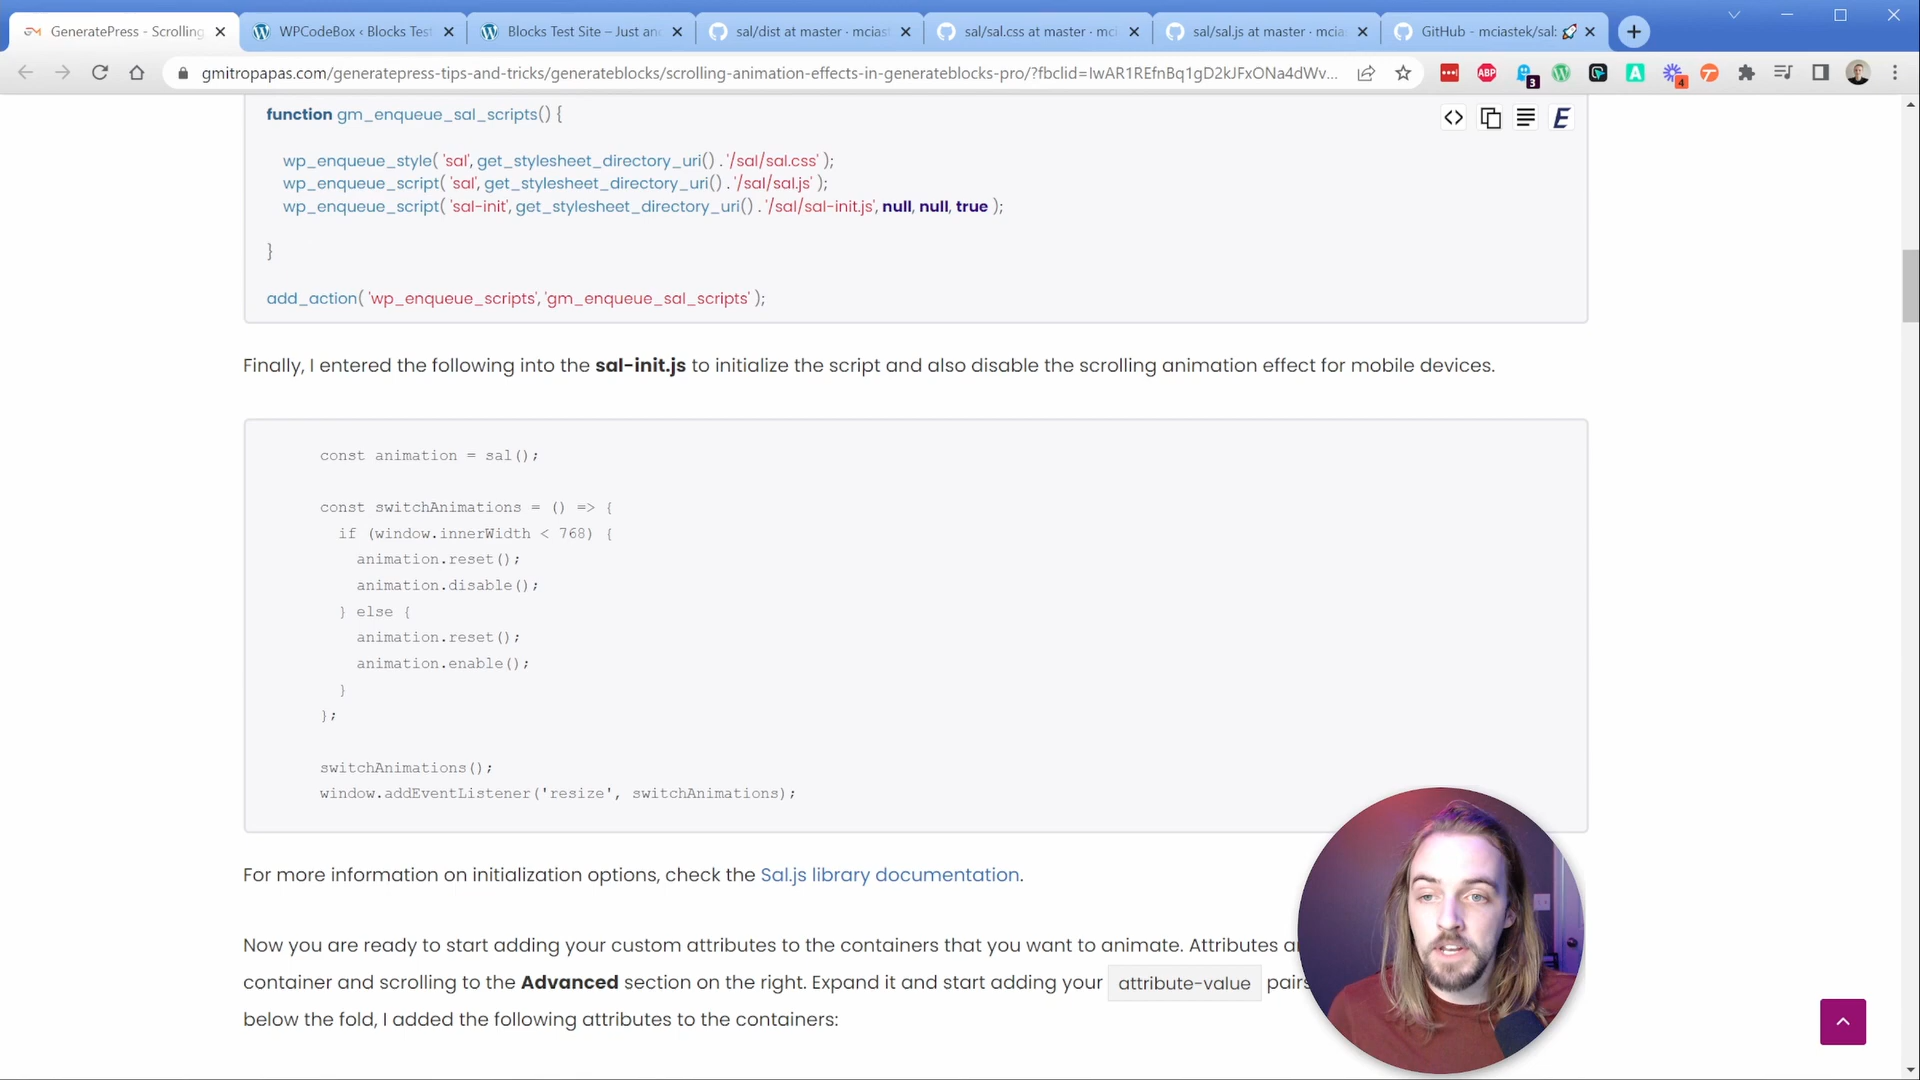 GeneratePress - Scrolling
WPCodeBox ‹ Blocks Test
Blocks Test Site – Just an
sal/dist at master · mcias
sal/sal.css at master · mc
sal/sal.js at master · mcia
GitHub - mciastek/sal: 🚀
gmitropapas.com/generatepress-tips-and-tricks/generateblocks/scrolling-animation-effects-in-generateblocks-pro/?fbclid=IwAR1REfnBq1gD2kJFxONa4dWv...
ABP
3
4
function gm_enqueue_sal_scripts() {
wp_enqueue_style( 'sal', get_stylesheet_directory_uri() . '/sal/sal.css' );
wp_enqueue_script( 'sal', get_stylesheet_directory_uri() . '/sal/sal.js' );
wp_enqueue_script( 'sal-init', get_stylesheet_directory_uri() . '/sal/sal-init.js', null, null, true );
}
add_action( 'wp_enqueue_scripts', 'gm_enqueue_sal_scripts' );
Finally, I entered the following into the sal-init.js to initialize the script and also disable the scrolling animation effect for mobile devices.
const animation = sal();
const switchAnimations = () => {
if (window.innerWidth < 768) {
animation.reset();
animation.disable();
} else {
animation.reset();
animation.enable();
}
};
switchAnimations();
window.addEventListener('resize', switchAnimations);
For more information on initialization options, check the Sal.js library documentation.
Now you are ready to start adding your custom attributes to the containers that you want to animate. Attributes a
container and scrolling to the Advanced section on the right. Expand it and start adding your attribute-value pairs
below the fold, I added the following attributes to the containers: